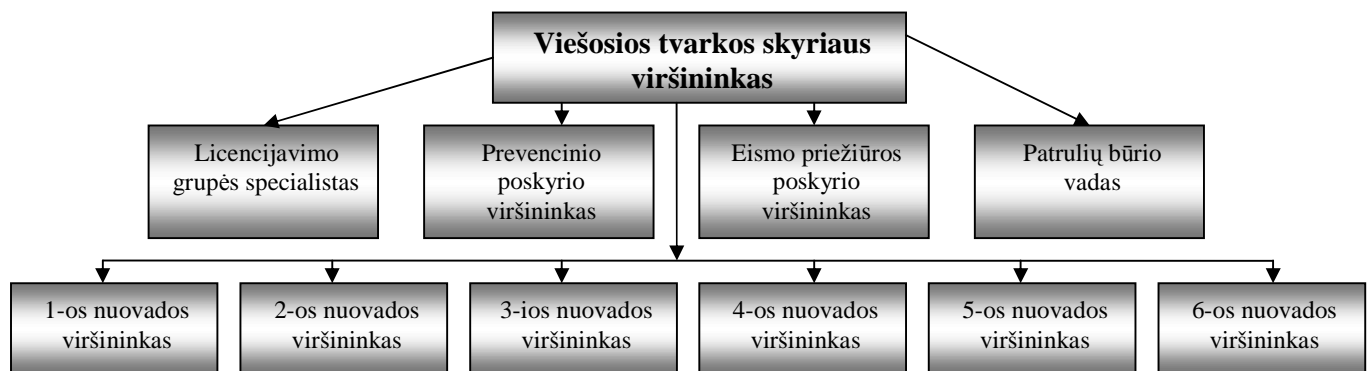 Viešosios tvarkos skyriaus
viršininkas
Licencijavimo
grupės specialistas
Prevencinio
poskyrio
viršininkas
Eismo priežiūros
poskyrio
viršininkas
Patrulių būrio
vadas
1-os nuovados
viršininkas
2-os nuovados
viršininkas
3-ios nuovados
viršininkas
4-os nuovados
viršininkas
5-os nuovados
viršininkas
6-os nuovados
viršininkas